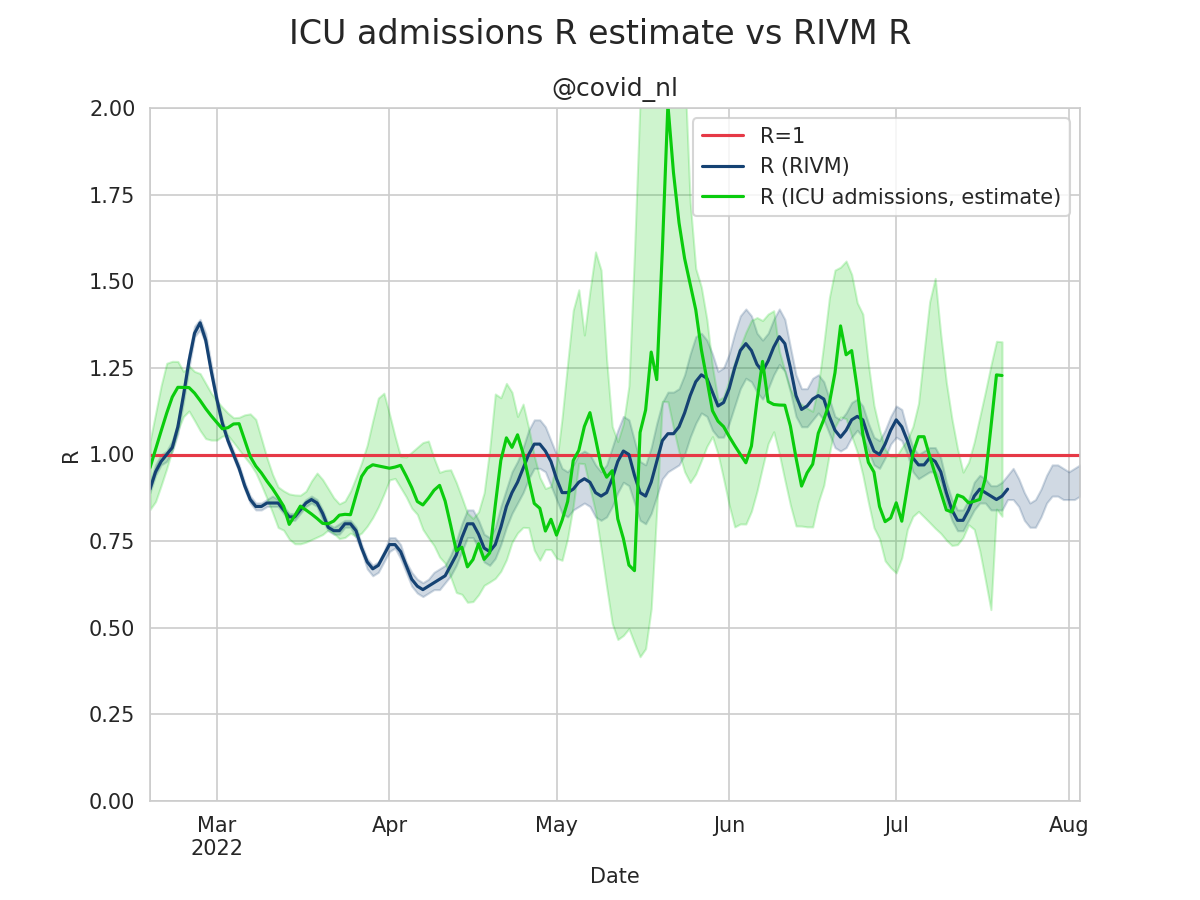 ICU admissions R estimate vs RIVM R
@covid_nl
2.00
1.75
1.50
1.25
1.00
0.75
0.50
0.25
0.00
R
R=1
R (RIVM)
R (ICU admissions, estimate)
Mar
2022
Apr
May
Jun
Jul
Aug
Date